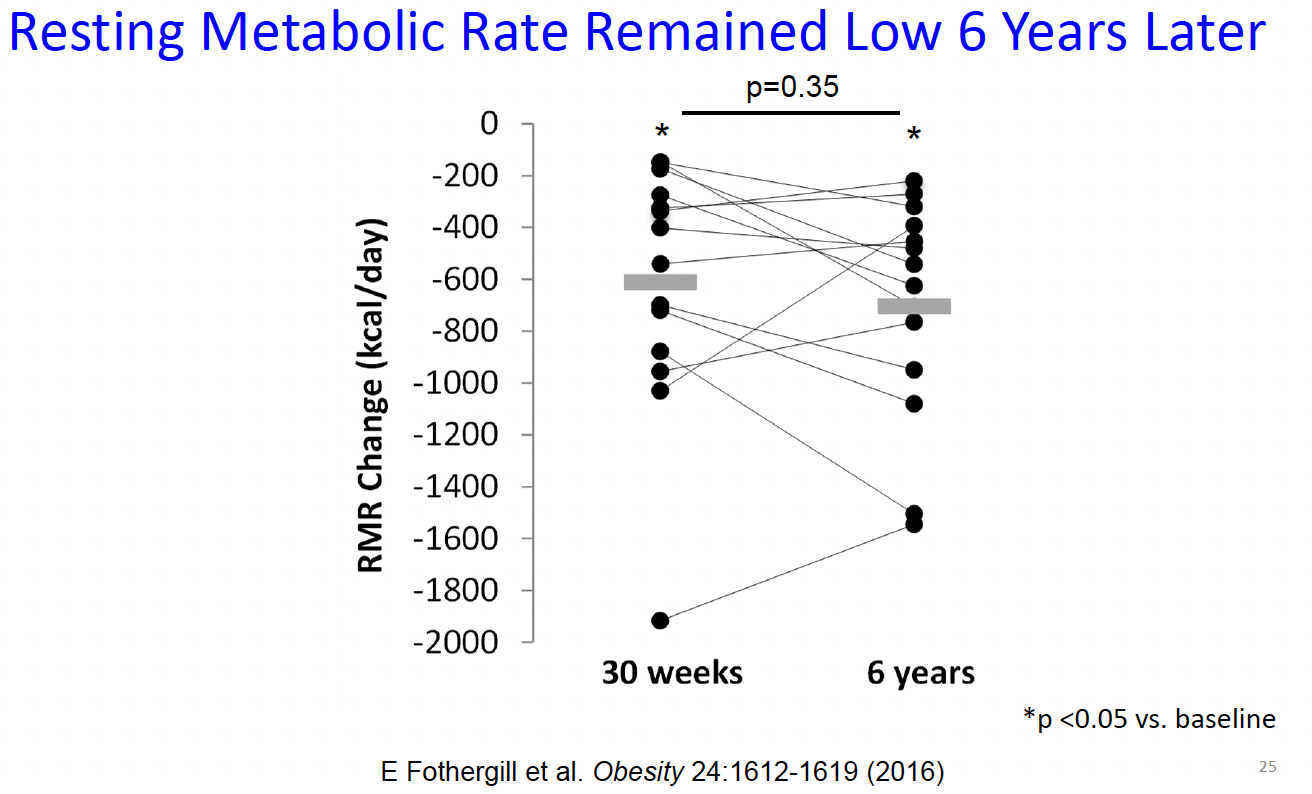 Resting Metabolic Rate Remained Low 6 Years Later
p=0.35
* *
0
-200
-400
-600
-800
-1000
-1200
-1400
-1600
-1800
-2000
RMR Change (kcal/day)
30 weeks 6 years
*p <0.05 vs. baseline
E Fothergill et al. Obesity 24:1612-1619 (2016)
25